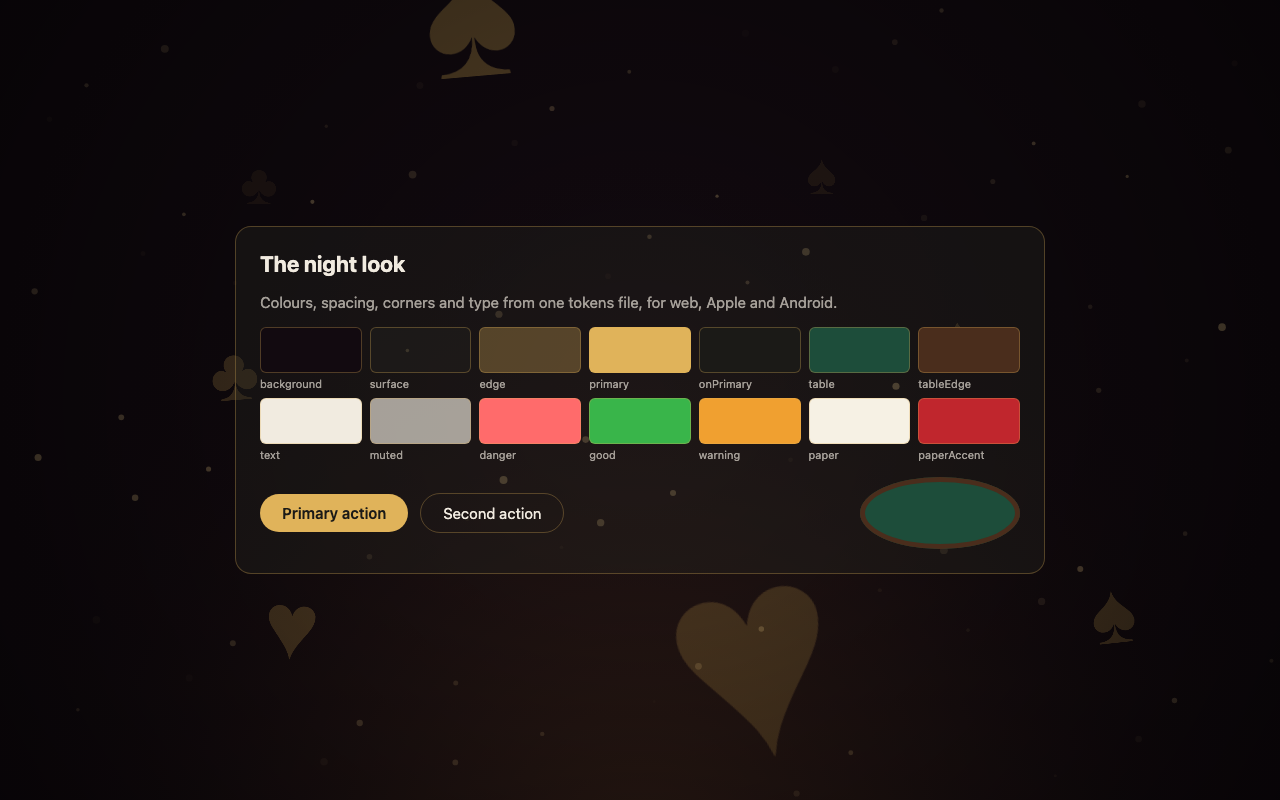 The night look
Colours, spacing, corners and type from one tokens file, for web, Apple and Android.
background surface edge primary onPrimary table tableEdge
text muted danger good warning paper paperAccent
Primary action Second action